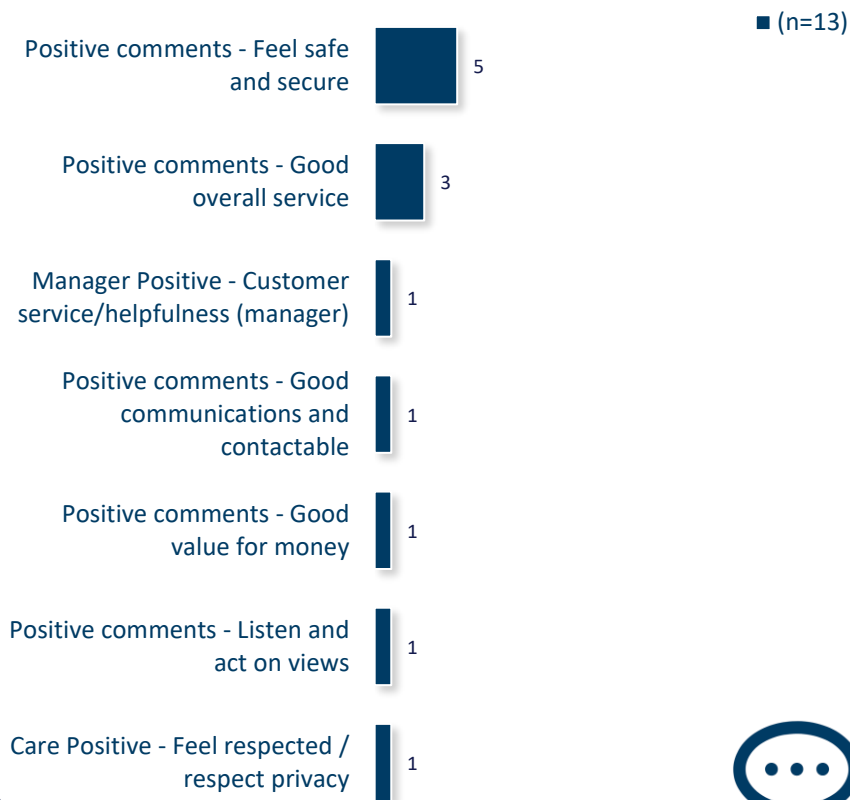 ■ (n=13)
Positive comments - Feel safe
and secure
5
Positive comments - Good
overall service
3
Manager Positive - Customer
service/helpfulness (manager)
1
Positive comments - Good
communications and
contactable
1
Positive comments - Good
value for money
1
Positive comments - Listen and
act on views
1
Care Positive - Feel respected /
respect privacy
1